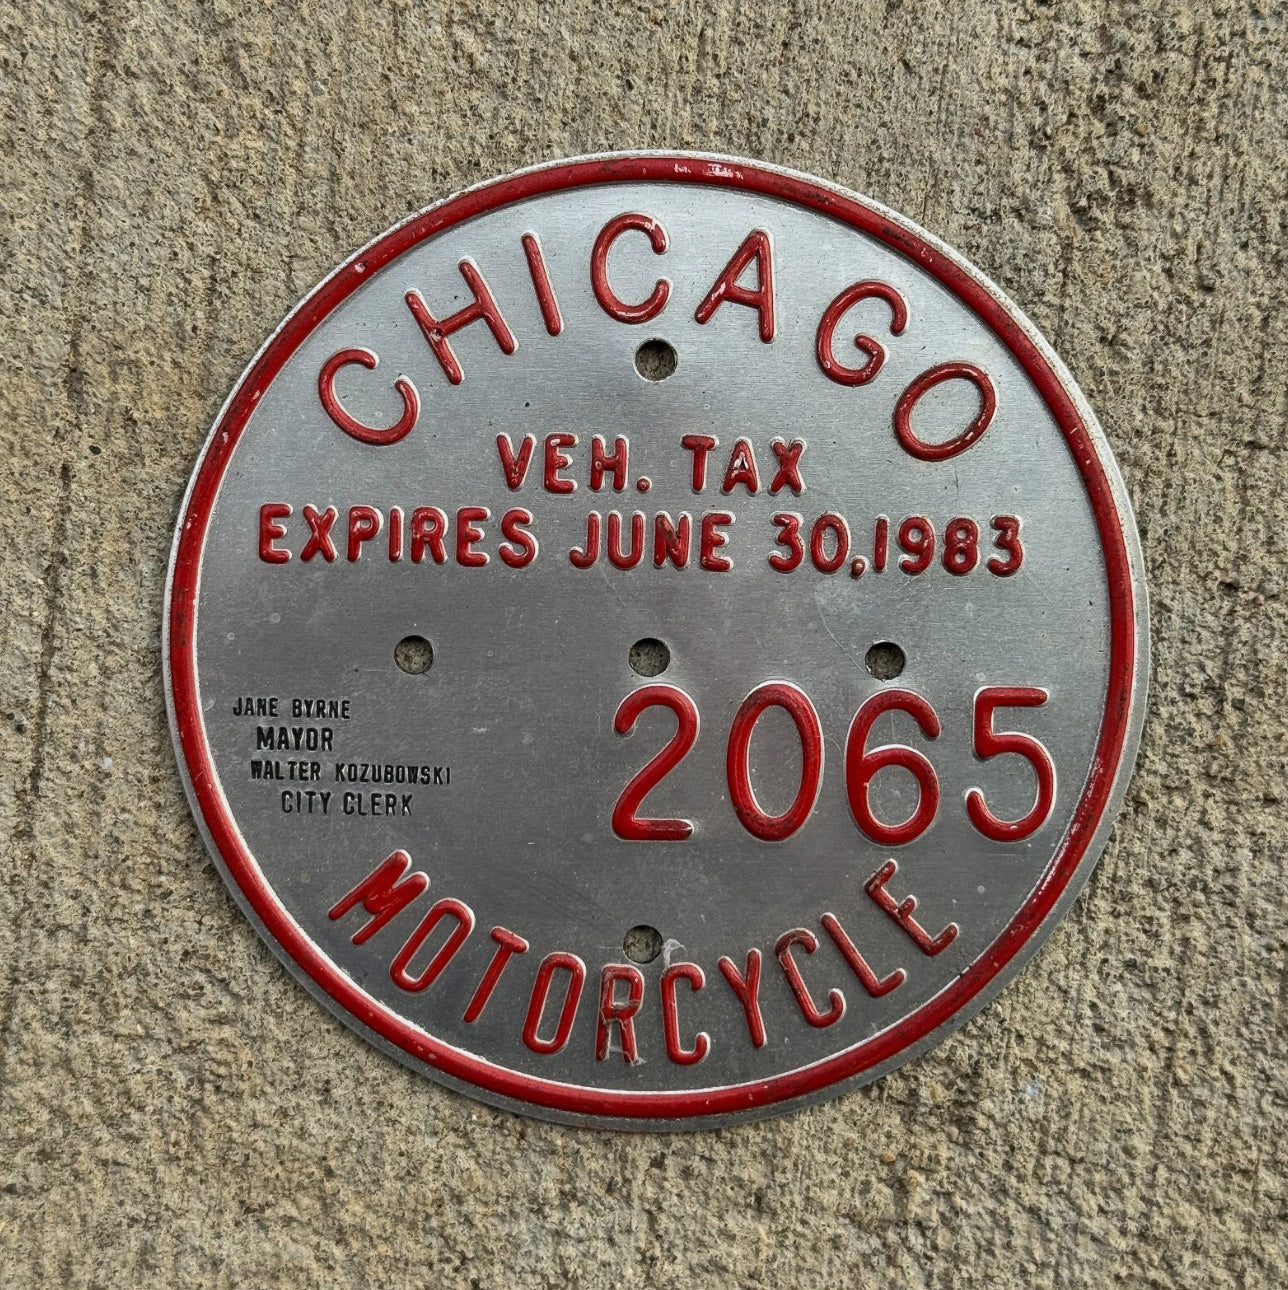 CHICAGO
VEH. TAX
EXPIRES JUNE 30,1983
2065
JANE BYRNE
MAYOR
WALTER KOZUBOWSKI
CITY CLERK
MOTORCYCLE